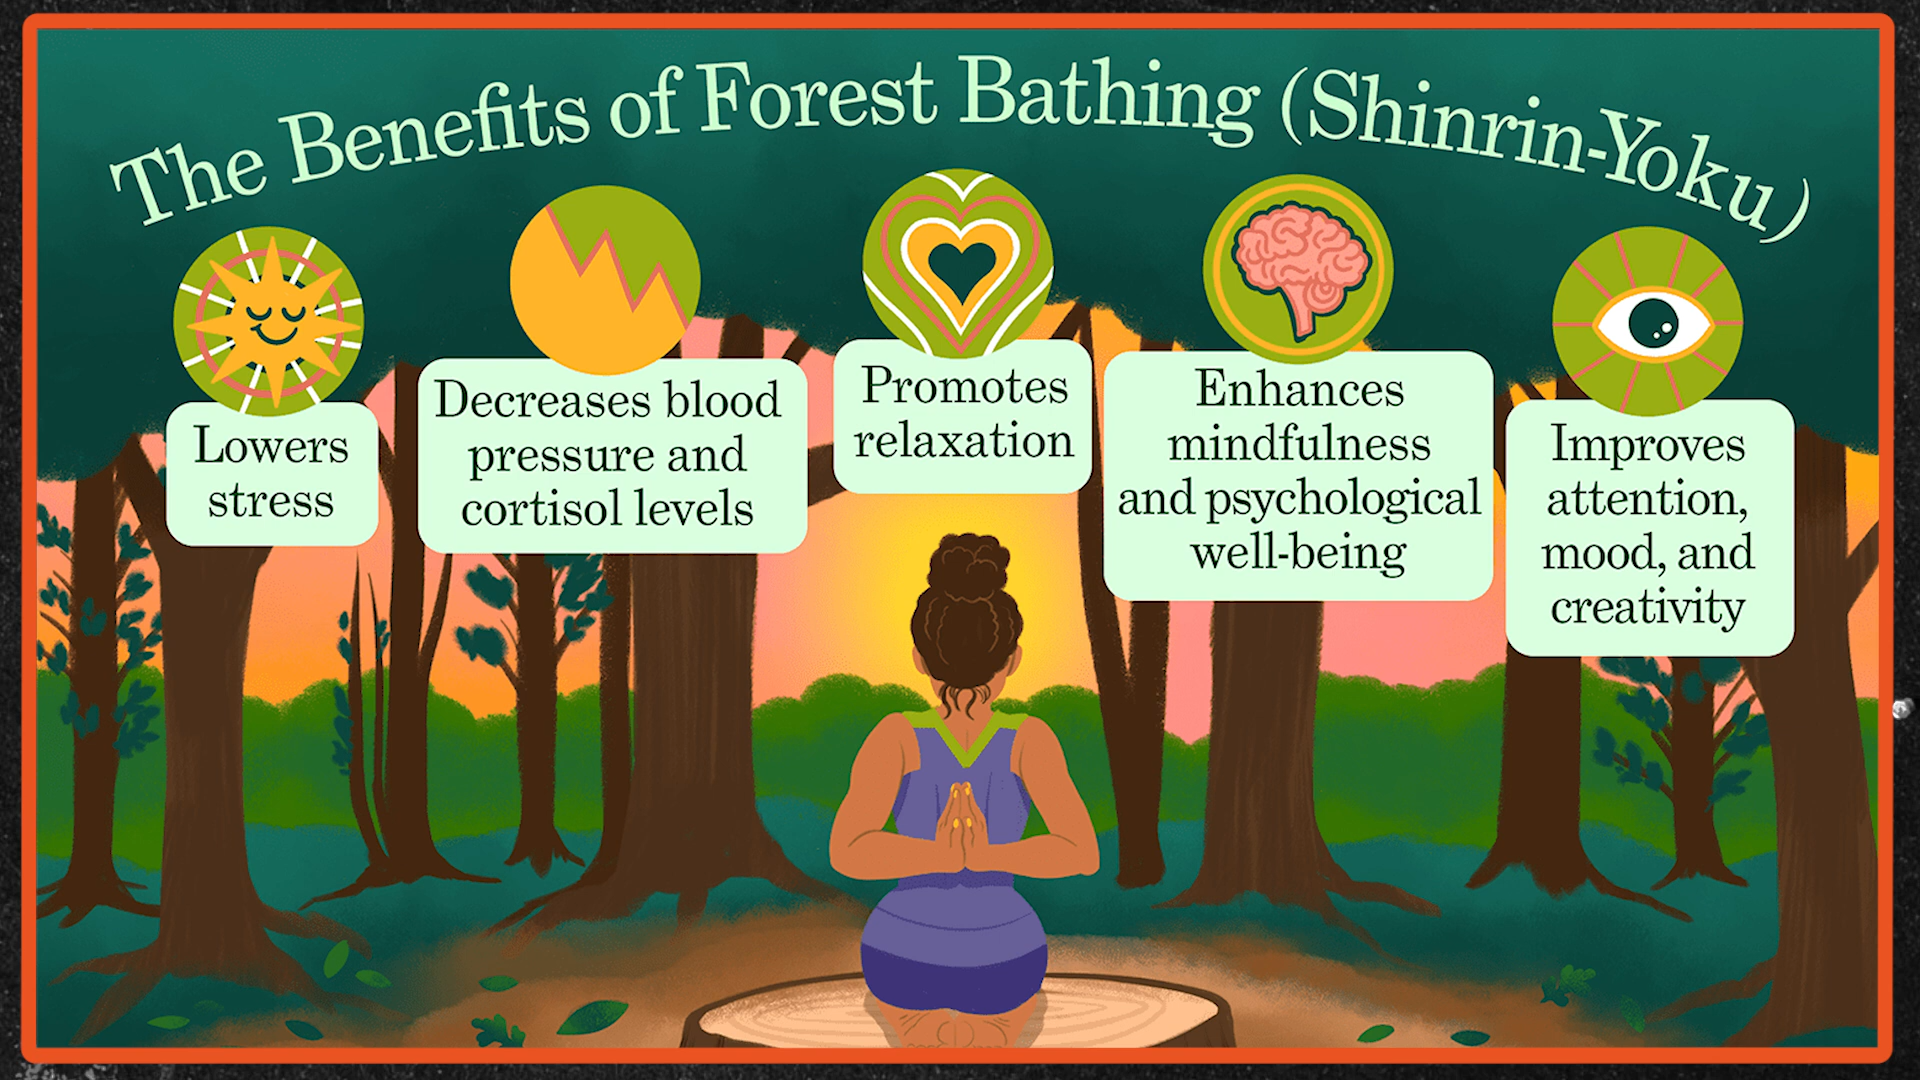 The Benefits of Forest Bathing (Shinrin-Yoku)
Lowers
stress
Decreases blood
pressure and
cortisol levels
Promotes
relaxation
Enhances
mindfulness
and psychological
well-being
Improves
attention,
mood, and
creativity